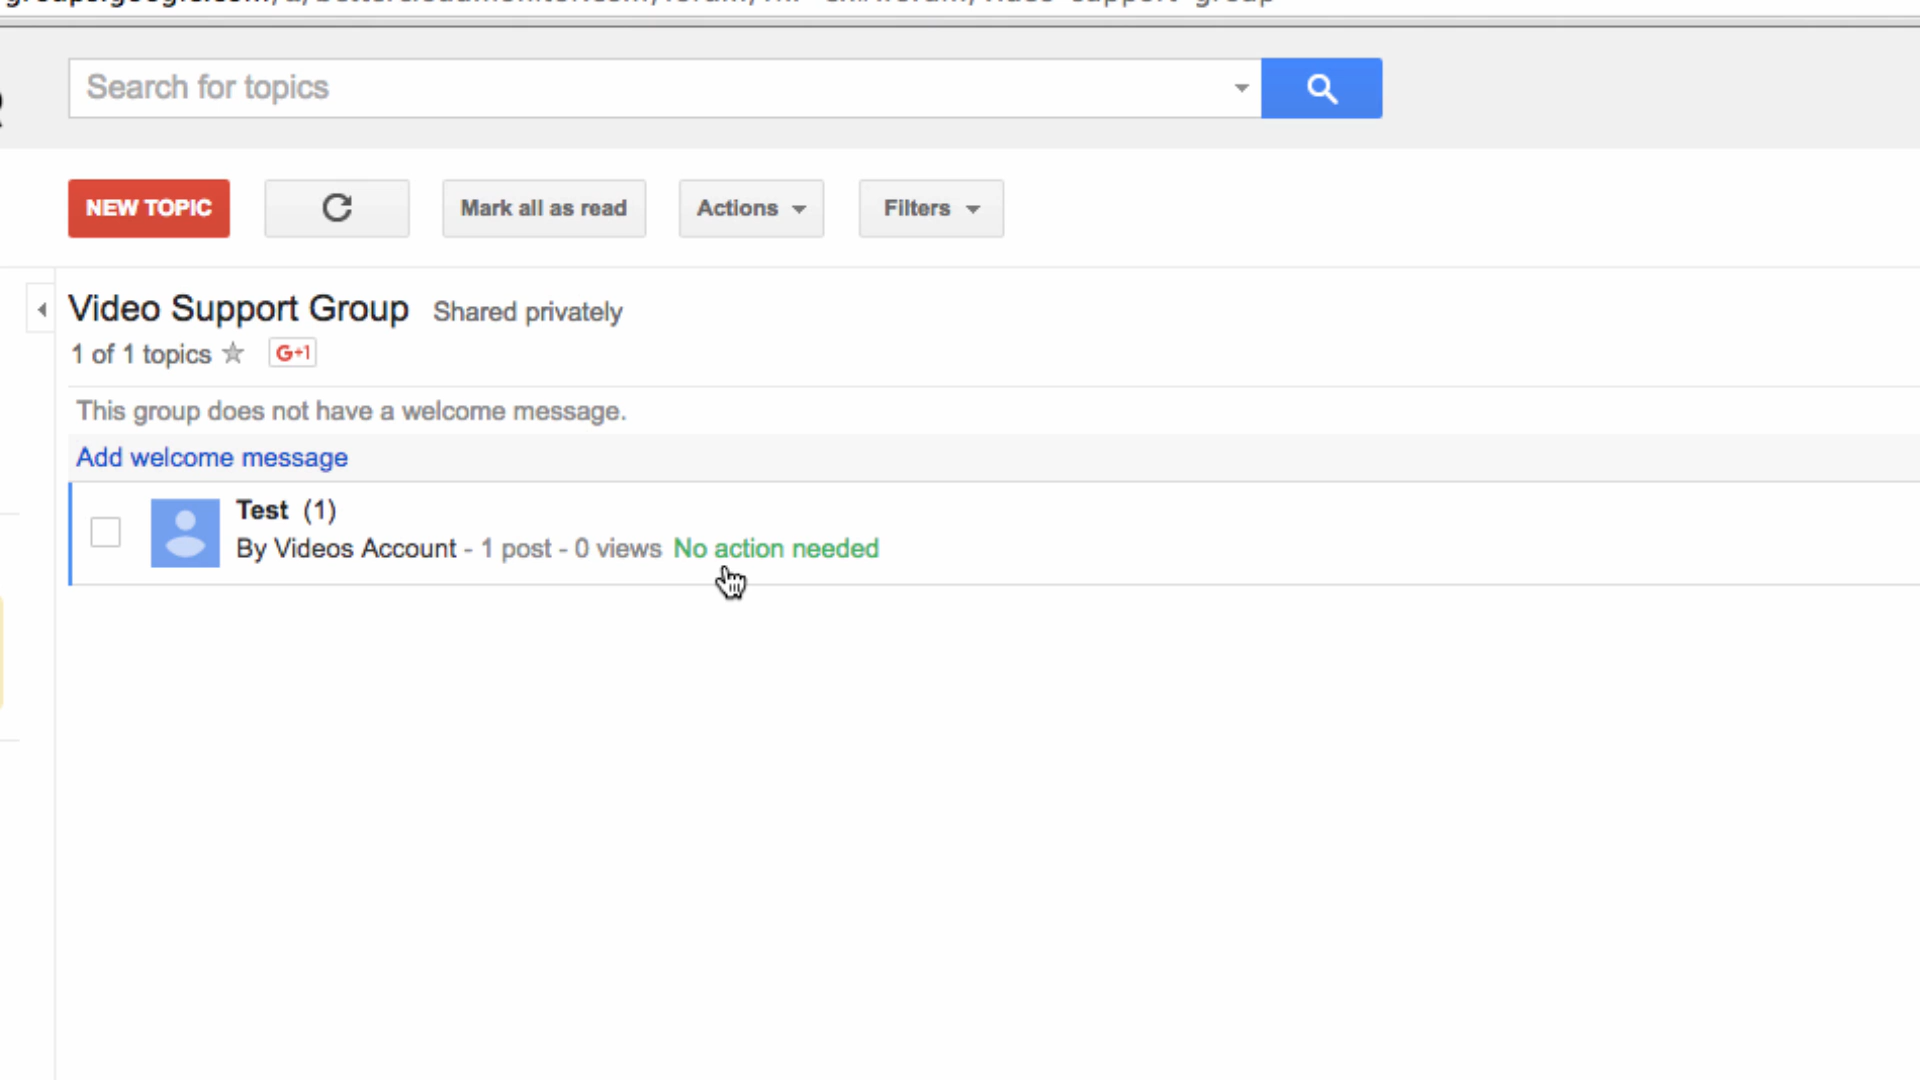 Search for topics
NEW TOPIC
Mark all as read
Actions
Filters
Video Support Group
Shared privately
1 of 1 topics
G+1
This group does not have a welcome message.
Add welcome message
Test (1)
By Videos Account - 1 post - 0 views No action needed